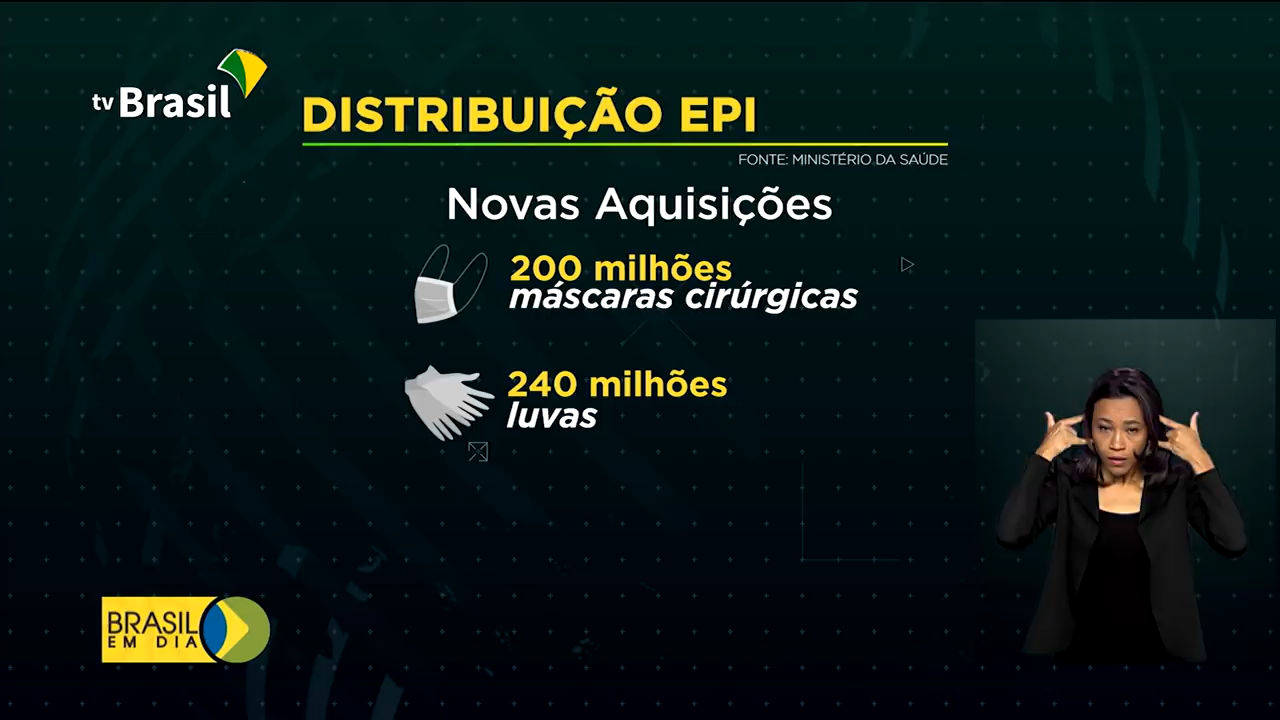 tv Brasil
DISTRIBUIÇÃO EPI
FONTE: MINISTÉRIO DA SAÚDE
Novas Aquisições
200 milhões
máscaras cirúrgicas
240 milhões
luvas
BRASIL
EM DIA